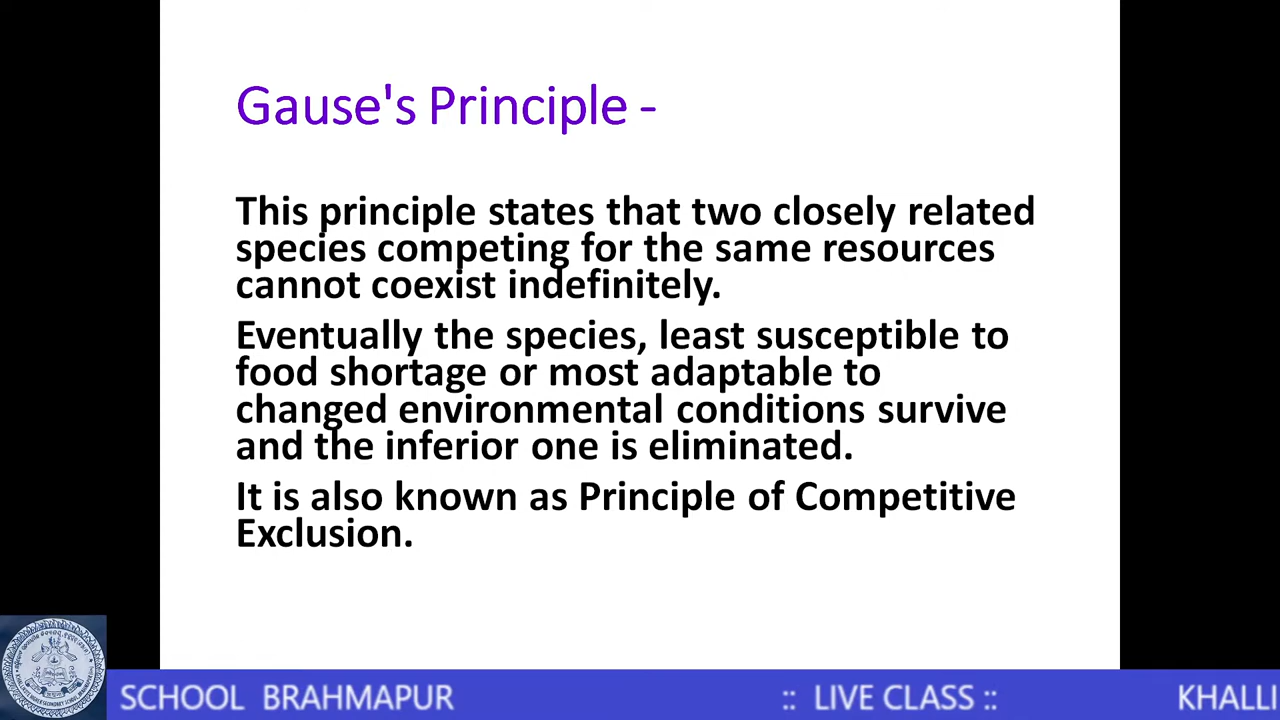 Gause's Principle -
This principle states that two closely related
species competing for the same resources
cannot coexist indefinitely.
Eventually the species, least susceptible to
food shortage or most adaptable to
changed environmental conditions survive
and the inferior one is eliminated.
It is also known as Principle of Competitive
Exclusion.
SCHOOL BRAHMAPUR :: LIVE CLASS :: KHALLI